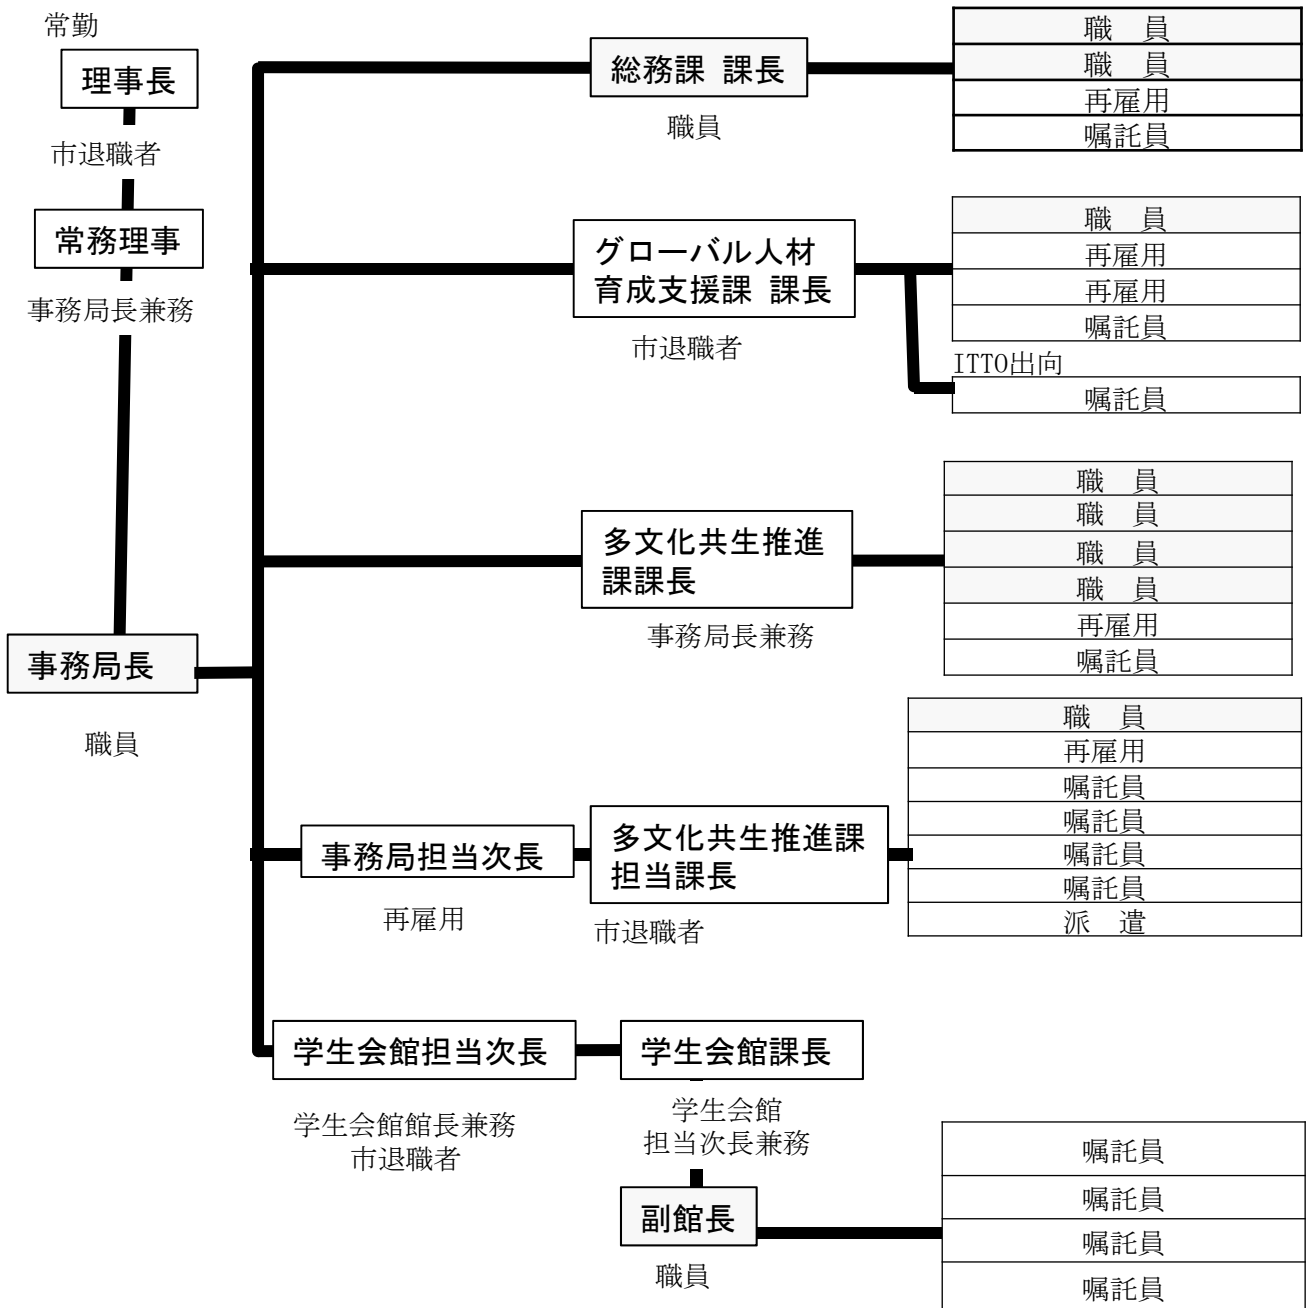 常勤
理事長
市退職者
常務理事
事務局長兼務
事務局長
職員
総務課 課長
職員
職　員
職　員
再雇用
嘱託員
グローバル人材
育成支援課 課長
市退職者
職　員
再雇用
再雇用
嘱託員
ITTO出向
嘱託員
多文化共生推進
課課長
事務局長兼務
職　員
職　員
職　員
職　員
再雇用
嘱託員
事務局担当次長
再雇用
多文化共生推進課
担当課長
市退職者
職　員
再雇用
嘱託員
嘱託員
嘱託員
嘱託員
派　遣
学生会館担当次長
学生会館館長兼務
市退職者
学生会館課長
学生会館
担当次長兼務
副館長
職員
嘱託員
嘱託員
嘱託員
嘱託員